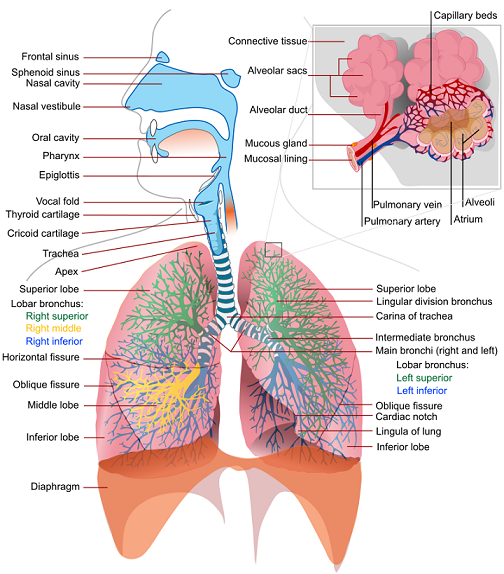 Frontal sinus
Sphenoid sinus
Nasal cavity
Nasal vestibule
Oral cavity
Pharynx
Epiglottis
Vocal fold
Thyroid cartilage
Cricoid cartilage
Trachea
Apex
Superior lobe
Lobar bronchus:
Right superior
Right middle
Right inferior
Horizontal fissure
Oblique fissure
Middle lobe
Inferior lobe
Diaphragm
Capillary beds
Connective tissue
Alveolar sacs
Alveolar duct
Mucous gland
Mucosal lining
Pulmonary vein
Pulmonary artery
Alveoli
Atrium
Superior lobe
Lingular division bronchus
Carina of trachea
Intermediate bronchus
Main bronchi (right and left)
Lobar bronchus:
Left superior
Left inferior
Oblique fissure
Cardiac notch
Lingula of lung
Inferior lobe